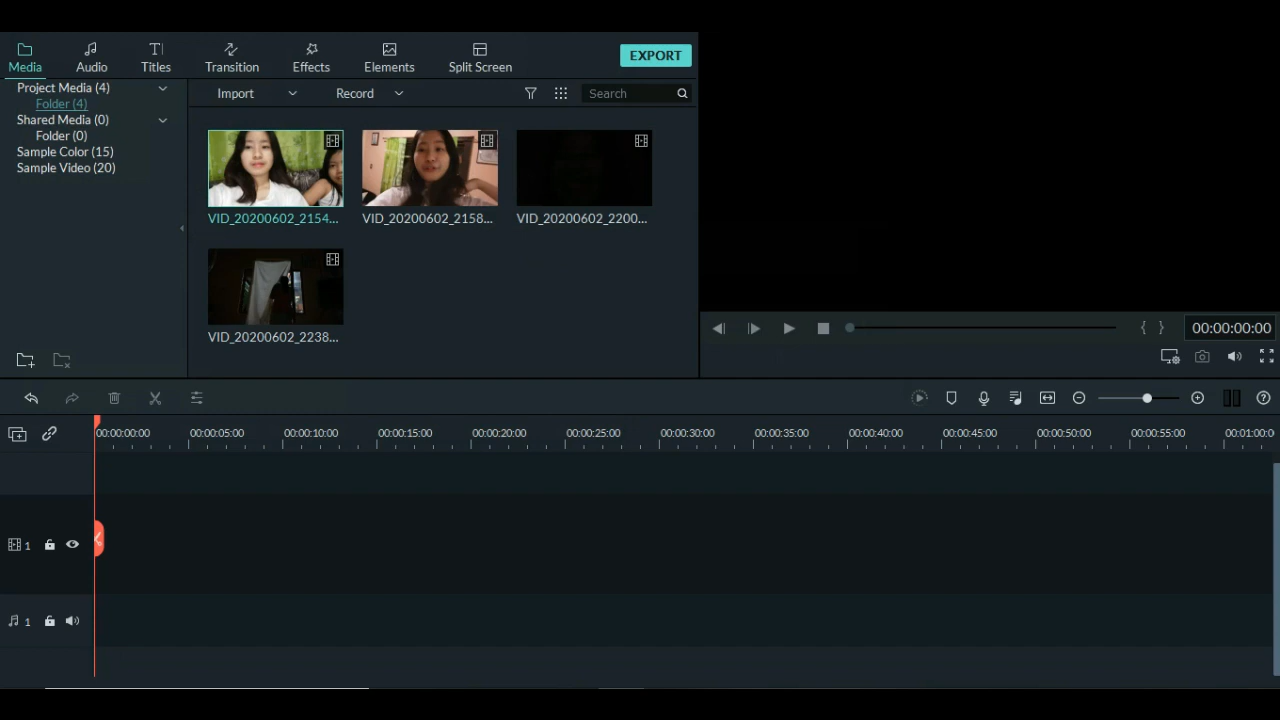 Media Audio Titles Transition Effects Elements Split Screen EXPORT
Project Media (4)
Folder (4)
Shared Media (0)
Folder (0)
Sample Color (15)
Sample Video (20)
Import Record Search
VID_20200602_2154... VID_20200602_2158... VID_20200602_2200...
VID_20200602_2238...
00:00:00:00
00:00:00:00 00:00:05:00 00:00:10:00 00:00:15:00 00:00:20:00 00:00:25:00 00:00:30:00 00:00:35:00 00:00:40:00 00:00:45:00 00:00:50:00 00:00:55:00 00:01:00:0
1
1